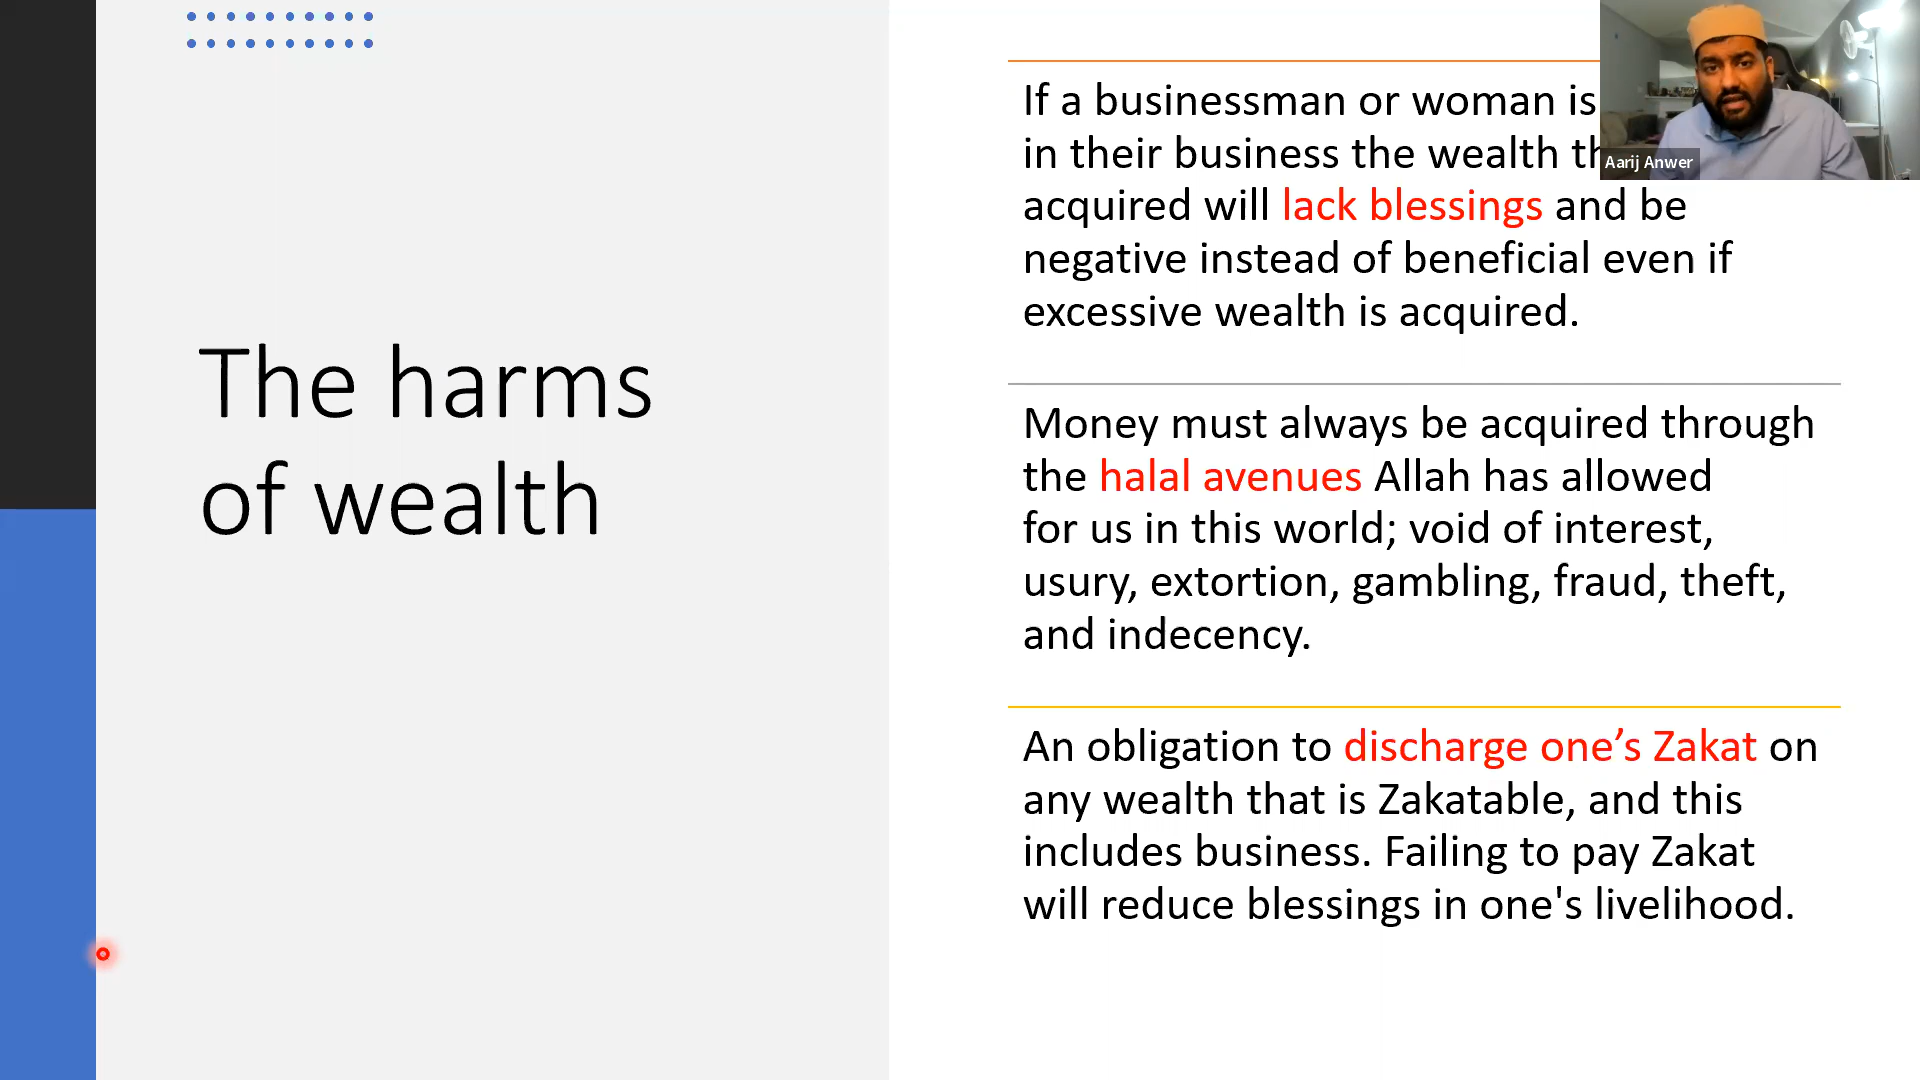 The harms
of wealth
If a businessman or woman is
in their business the wealth
acquired will lack blessings and be
negative instead of beneficial even if
excessive wealth is acquired.
Money must always be acquired through
the halal avenues Allah has allowed
for us in this world; void of interest,
usury, extortion, gambling, fraud, theft,
and indecency.
An obligation to discharge one’s Zakat on
any wealth that is Zakatable, and this
includes business. Failing to pay Zakat
will reduce blessings in one's livelihood.
Aarij Anwer